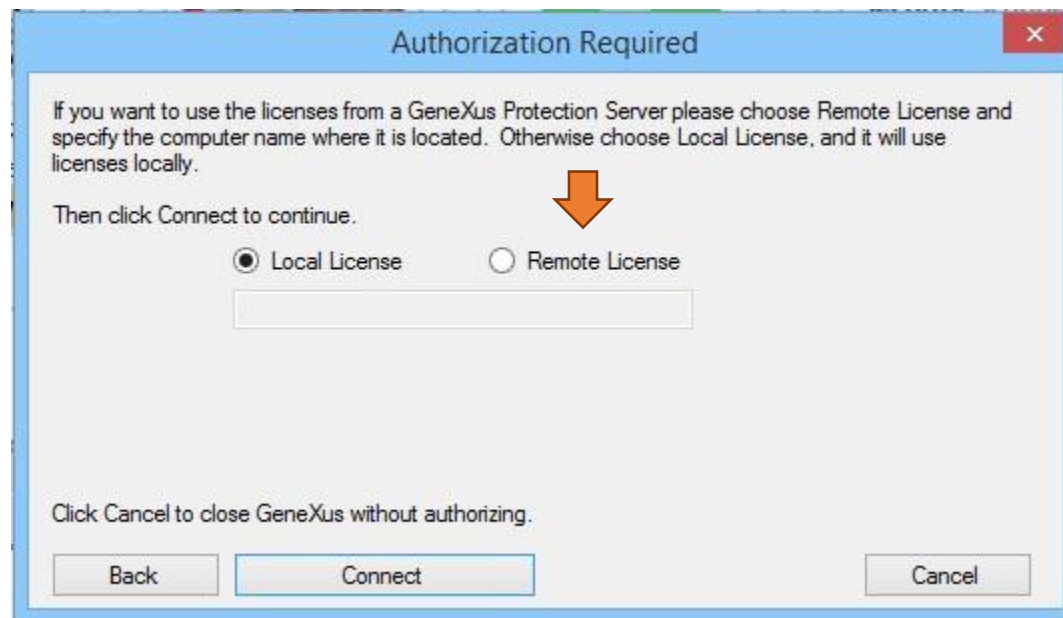 Authorization Required
If you want to use the licenses from a GeneXus Protection Server please choose Remote License and
specify the computer name where it is located. Otherwise choose Local License, and it will use
licenses locally.
Then click Connect to continue.
Local License Remote License
Click Cancel to close GeneXus without authorizing.
Back Connect Cancel